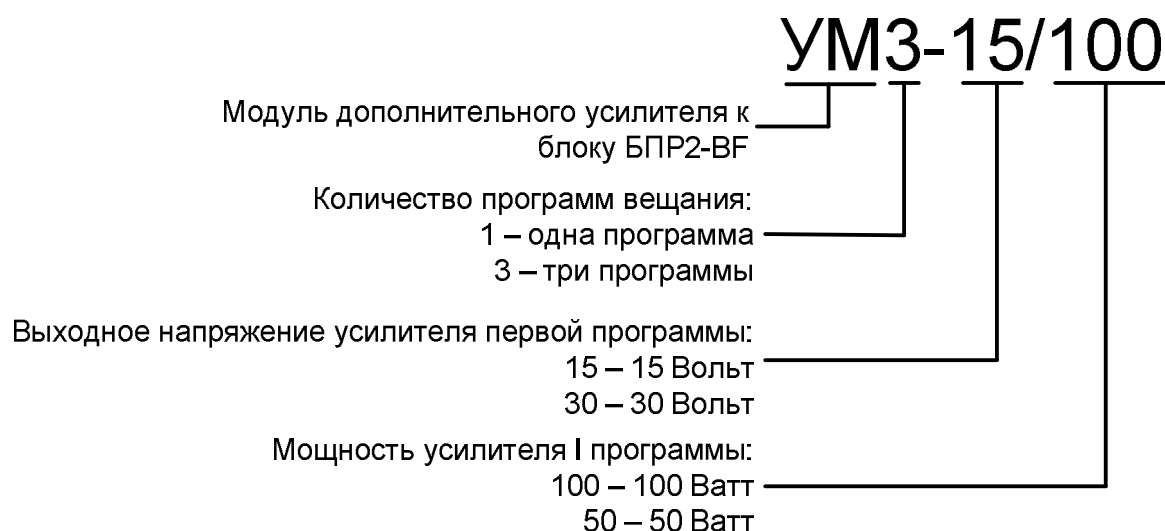 УМ3-15/100
Модуль дополнительного усилителя к
блоку БПР2-BF
Количество программ вещания:
1 – одна программа
3 – три программы
Выходное напряжение усилителя первой программы:
15 – 15 Вольт
30 – 30 Вольт
Мощность усилителя I программы:
100 – 100 Ватт
50 – 50 Ватт